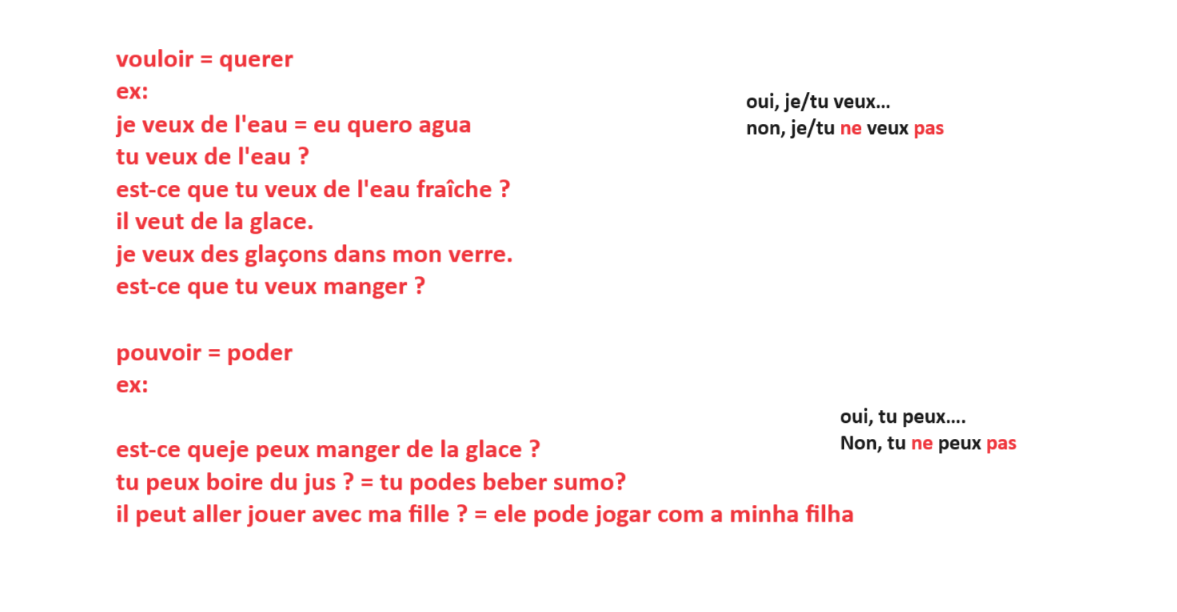 vouloir = querer
ex:
je veux de l'eau = eu quero agua
tu veux de l'eau ?
est-ce que tu veux de l'eau fraîche ?
il veut de la glace.
je veux des glaçons dans mon verre.
est-ce que tu veux manger ?
oui, je/tu veux...
non, je/tu ne veux pas
pouvoir = poder
ex:
est-ce queje peux manger de la glace ?
tu peux boire du jus ? = tu podes beber sumo?
il peut aller jouer avec ma fille ? = ele pode jogar com a minha filha
oui, tu peux....
Non, tu ne peux pas